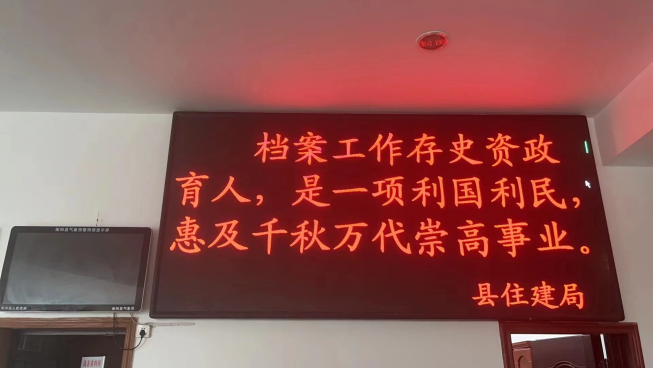 档案工作存史资政
育人，是一项利国利民，
惠及千秋万代崇高事业。
县住建局